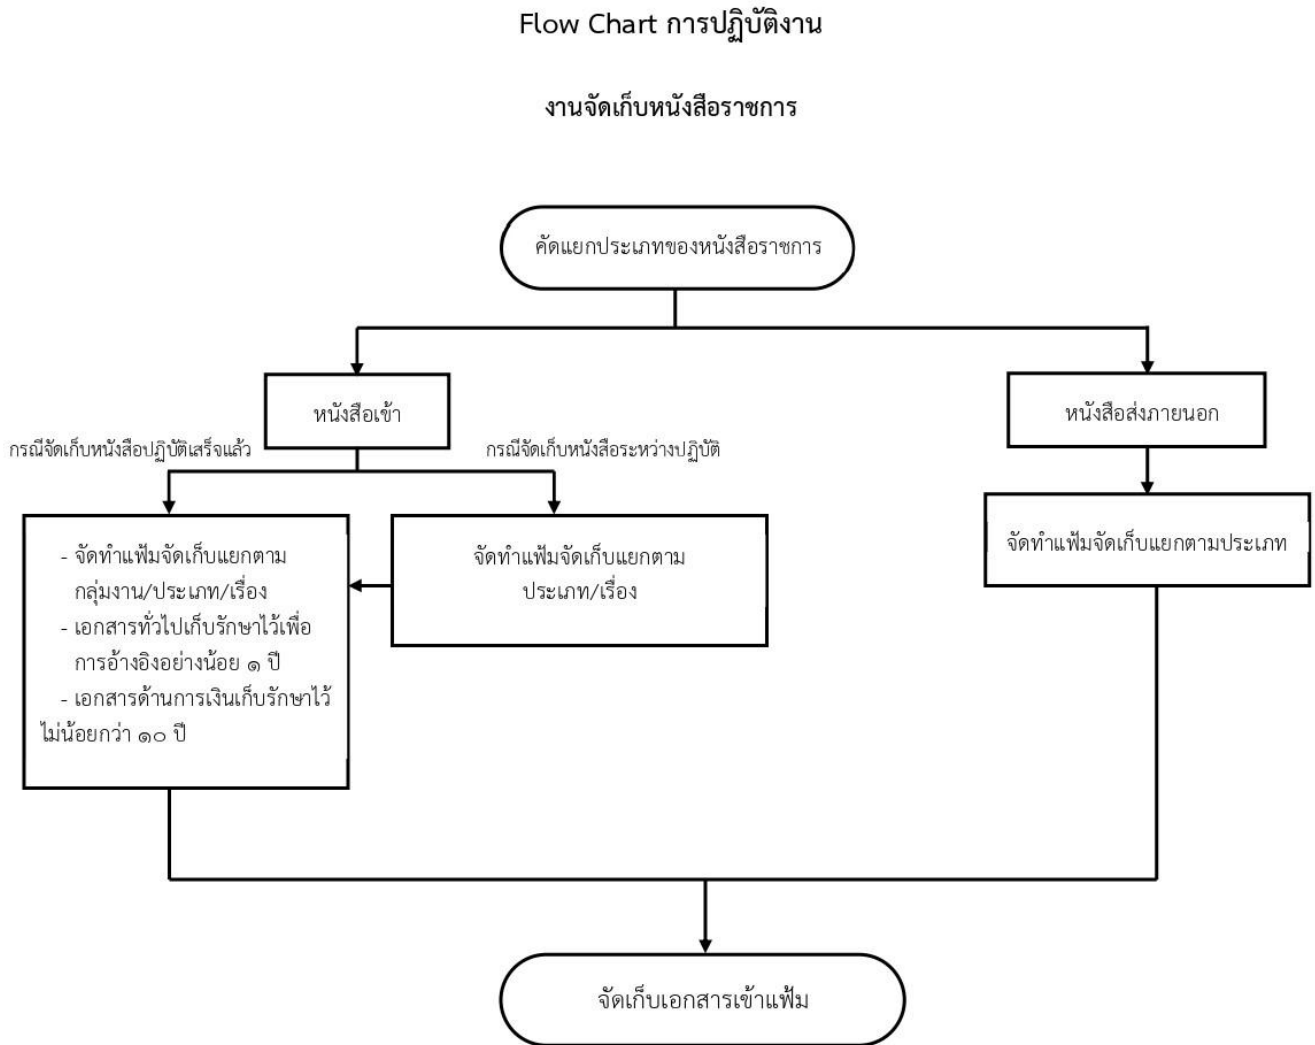 Flow Chart การปฏิบัติงาน
งานจัดเก็บหนังสือราชการ
คัดแยกประเภทของหนังสือราชการ
หนังสือเข้า
หนังสือส่งภายนอก
กรณีจัดเก็บหนังสือปฏิบัติเสร็จแล้ว
กรณีจัดเก็บหนังสือระหว่างปฏิบัติ
- จัดทำแฟ้มจัดเก็บแยกตาม
กลุ่มงาน/ประเภท/เรื่อง
- เอกสารทั่วไปเก็บรักษาไว้เพื่อ
การอ้างอิงอย่างน้อย ๑ ปี
- เอกสารด้านการเงินเก็บรักษาไว้
ไม่น้อยกว่า ๑๐ ปี
จัดทำแฟ้มจัดเก็บแยกตาม
ประเภท/เรื่อง
จัดทำแฟ้มจัดเก็บแยกตามประเภท
จัดเก็บเอกสารเข้าแฟ้ม